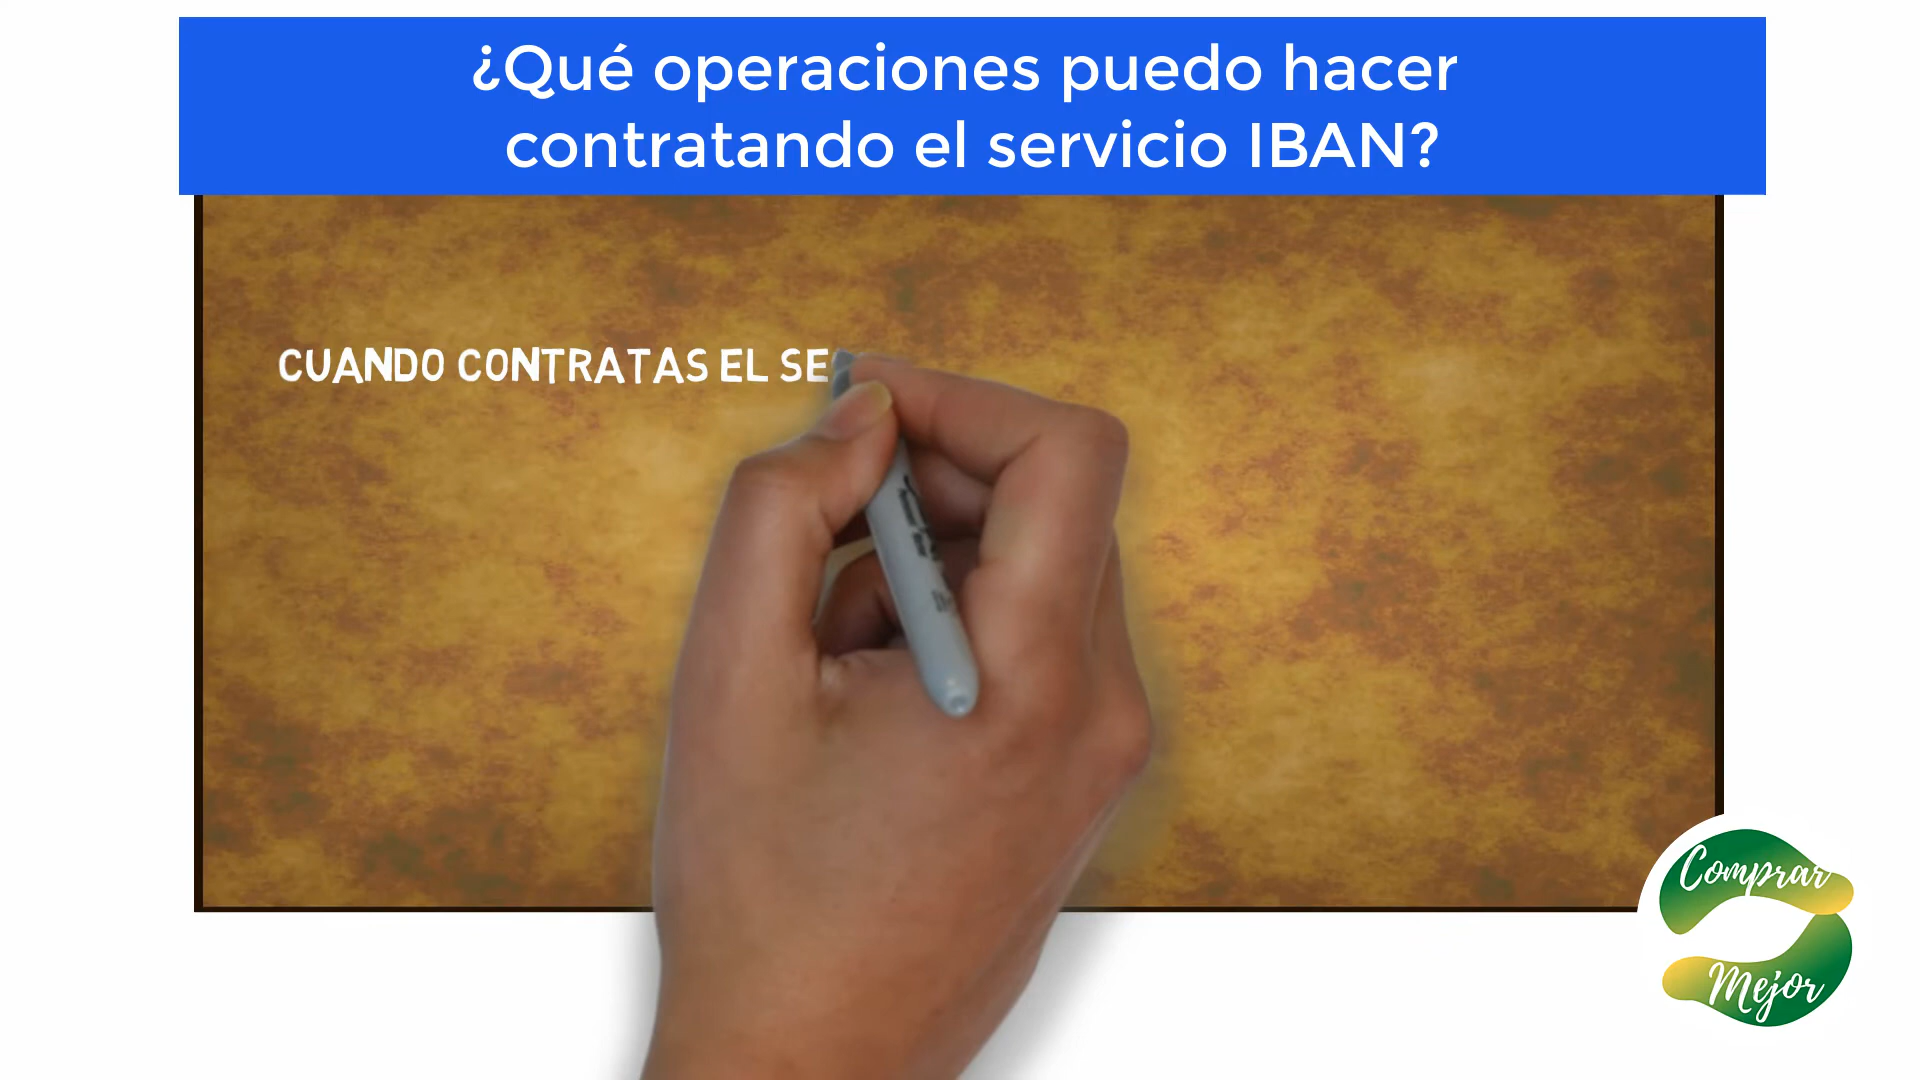 ¿Qué operaciones puedo hacer
contratando el servicio IBAN?
CUANDO CONTRATAS EL SE
Comprar
Mejor